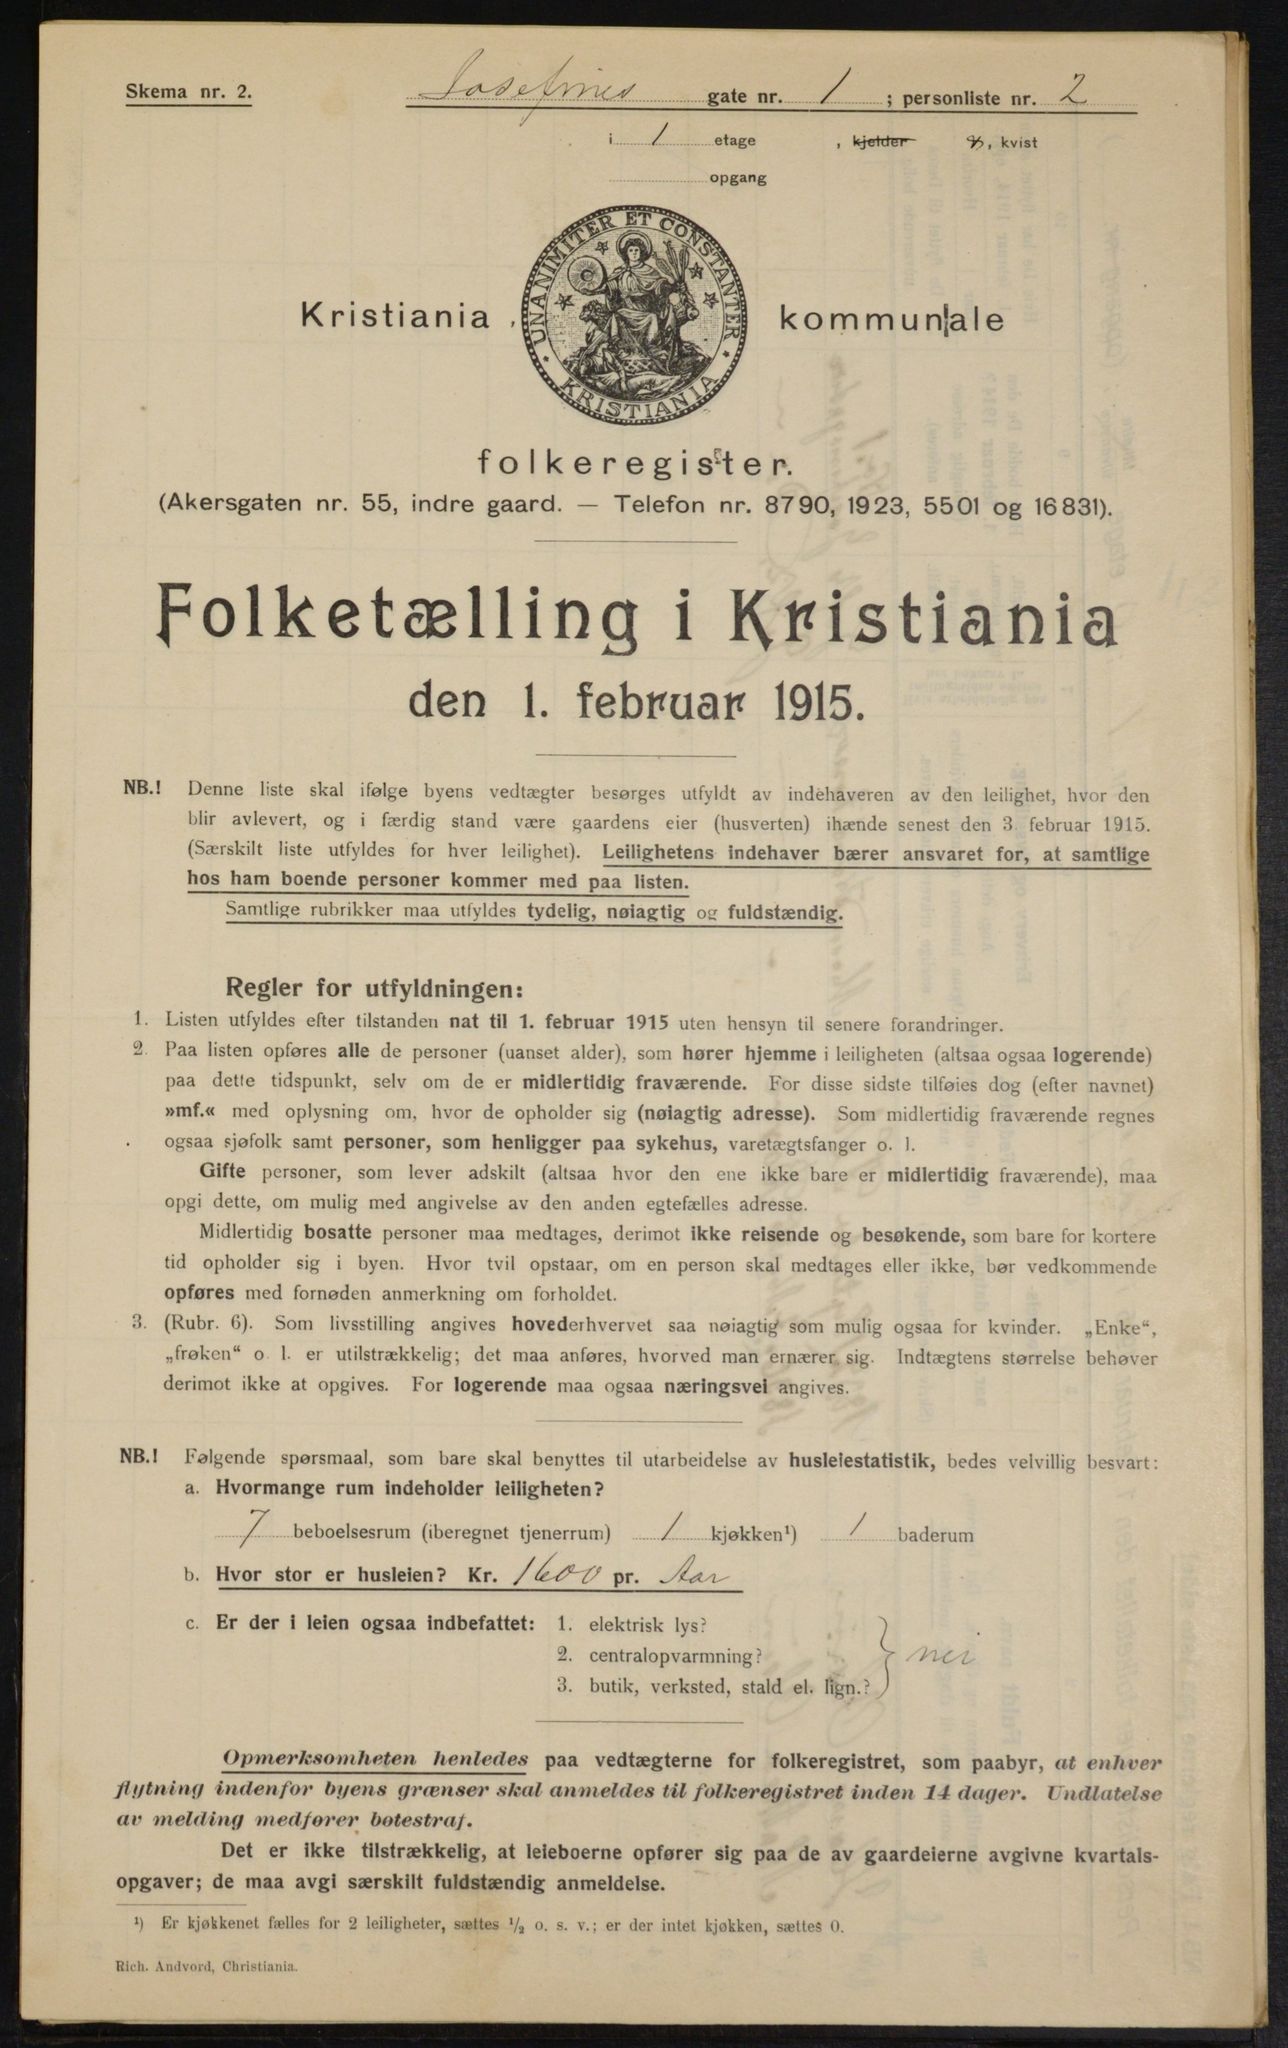 Skema nr. 2.
Josefines gate nr. 1 ; personliste nr. 2
i 1 etage , kjelder , kvist
opgang
UNANIMITER ET CONSTANTER
KRISTIANIA
Kristiania kommunale
folkeregister.
(Akersgaten nr. 55, indre gaard. — Telefon nr. 8790, 1923, 5501 og 16831).
Folketælling i Kristiania
den 1. februar 1915.
NB.! Denne liste skal ifølge byens vedtægter besørges utfyldt av indehaveren av den leilighet, hvor den
blir avlevert, og i færdig stand være gaardens eier (husverten) ihænde senest den 3. februar 1915.
(Særskilt liste utfyldes for hver leilighet). Leilighetens indehaver bærer ansvaret for, at samtlige
hos ham boende personer kommer med paa listen.
Samtlige rubrikker maa utfyldes tydelig, nøiagtig og fuldstændig.
Regler for utfyldningen:
1. Listen utfyldes efter tilstanden nat til 1. februar 1915 uten hensyn til senere forandringer.
2. Paa listen opføres alle de personer (uanset alder), som hører hjemme i leiligheten (altsaa ogsaa logerende)
paa dette tidspunkt, selv om de er midlertidig fraværende. For disse sidste tilføies dog (efter navnet)
»mf.« med oplysning om, hvor de opholder sig (nøiagtig adresse). Som midlertidig fraværende regnes
ogsaa sjøfolk samt personer, som henligger paa sykehus, varetægtsfanger o. l.
Gifte personer, som lever adskilt (altsaa hvor den ene ikke bare er midlertidig fraværende), maa
opgi dette, om mulig med angivelse av den anden egtefælles adresse.
Midlertidig bosatte personer maa medtages, derimot ikke reisende og besøkende, som bare for kortere
tid opholder sig i byen. Hvor tvil opstaar, om en person skal medtages eller ikke, bør vedkommende
opføres med fornøden anmerkning om forholdet.
3. (Rubr. 6). Som livsstilling angives hovederhvervet saa nøiagtig som mulig ogsaa for kvinder. „Enke“,
„frøken“ o. l. er utilstrækkelig; det maa anføres, hvorved man ernærer sig. Indtægtens størrelse behøver
derimot ikke at opgives. For logerende maa ogsaa næringsvei angives.
NB.! Følgende spørsmaal, som bare skal benyttes til utarbeidelse av husleiestatistik, bedes velvillig besvart:
a. Hvormange rum indeholder leiligheten?
7 beboelsesrum (iberegnet tjenerrum) 1 kjøkken¹) 1 baderum
b. Hvor stor er husleien? Kr. 1600 pr. Aar
c. Er der i leien ogsaa indbefattet: 1. elektrisk lys?
2. centralopvarmning? nei
3. butik, verksted, stald el. lign.?
Opmerksomheten henledes paa vedtægterne for folkeregistret, som paabyr, at enhver
flytning indenfor byens grænser skal anmeldes til folkeregistret inden 14 dager. Undlatelse
av melding medfører bøtestraf.
Det er ikke tilstrækkelig, at leieboerne opfører sig paa de av gaardeierne avgivne kvartals-
opgaver; de maa avgi særskilt fuldstændig anmeldelse.
¹) Er kjøkkenet fælles for 2 leiligheter, sættes ½ o. s. v.; er der intet kjøkken, sættes 0.
Rich. Andvord, Christiania.